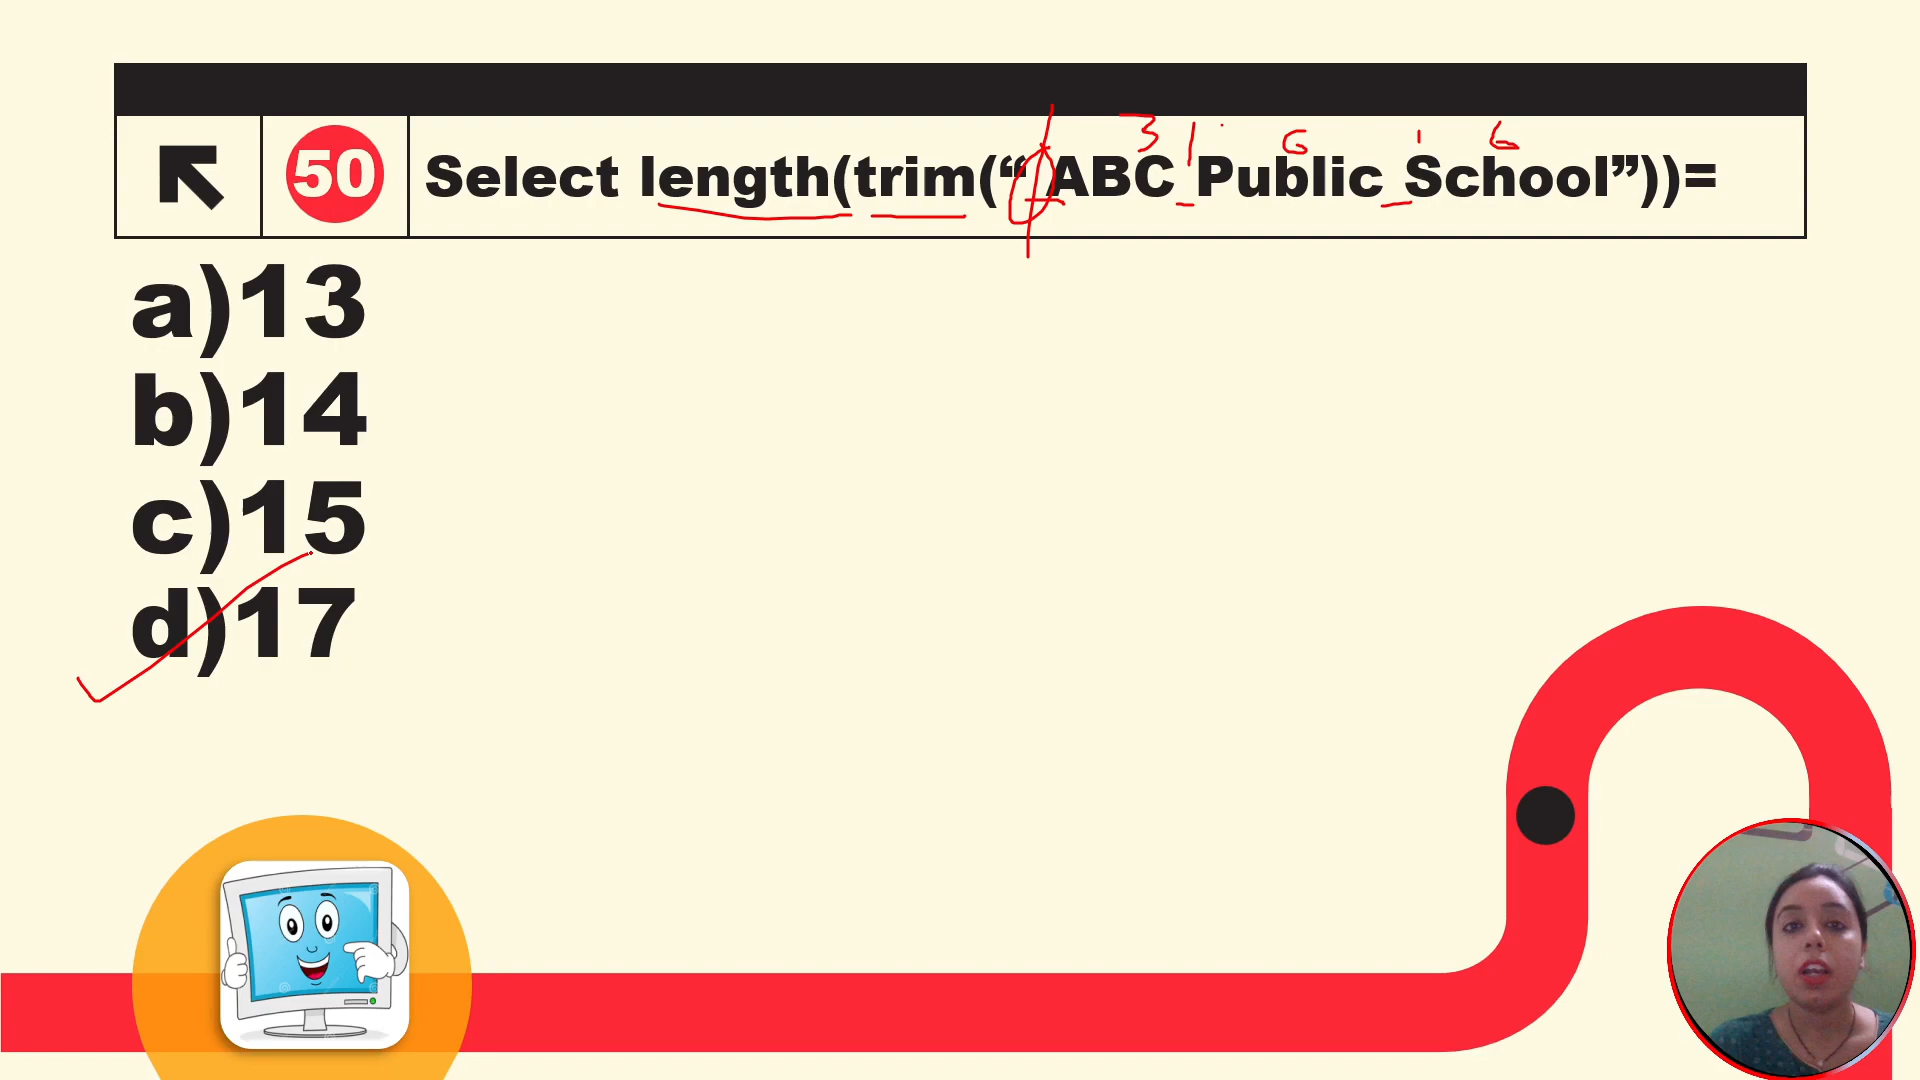 3 1 6 1 6
50 Select length(trim(“ ABC Public School”))=
a)13
b)14
c)15
d)17